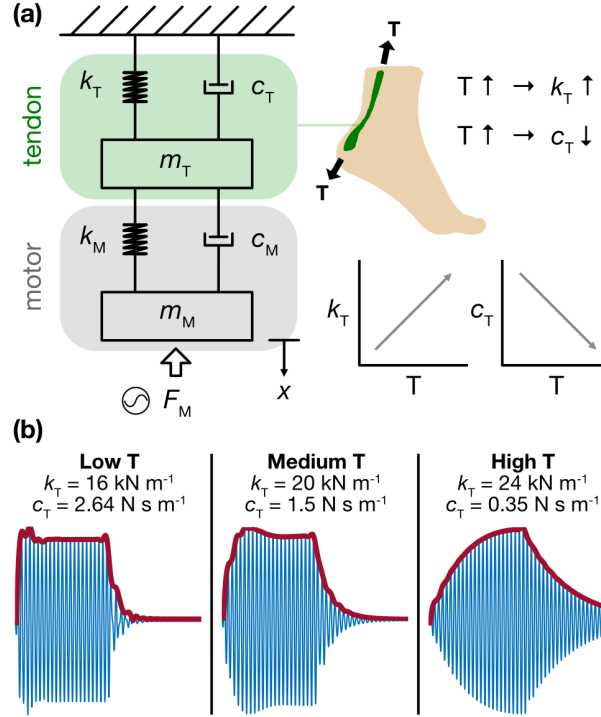 (a)
tendon
k_T
c_T
m_T
motor
k_M
c_M
m_M
F_M
x
T
T
T ↑ → k_T ↑
T ↑ → c_T ↓
k_T
T
c_T
T
(b)
Low T
k_T = 16 kN m⁻¹
c_T = 2.64 N s m⁻¹
Medium T
k_T = 20 kN m⁻¹
c_T = 1.5 N s m⁻¹
High T
k_T = 24 kN m⁻¹
c_T = 0.35 N s m⁻¹